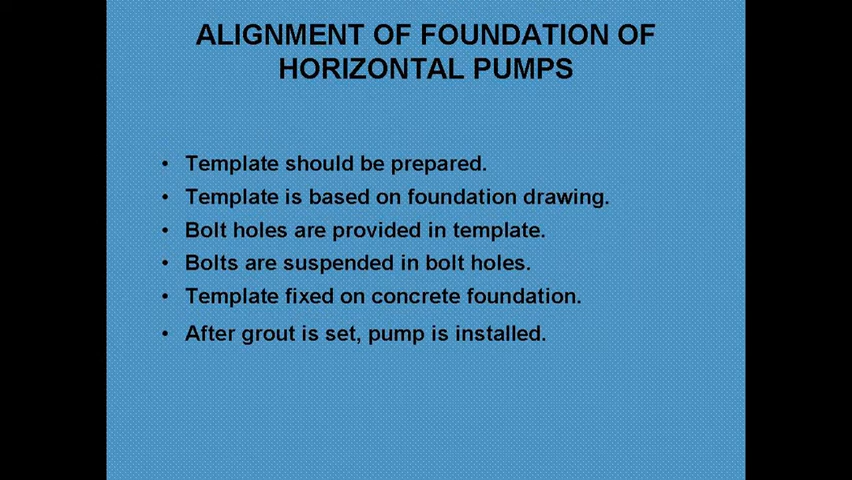 ALIGNMENT OF FOUNDATION OF
HORIZONTAL PUMPS
• Template should be prepared.
• Template is based on foundation drawing.
• Bolt holes are provided in template.
• Bolts are suspended in bolt holes.
• Template fixed on concrete foundation.
• After grout is set, pump is installed.